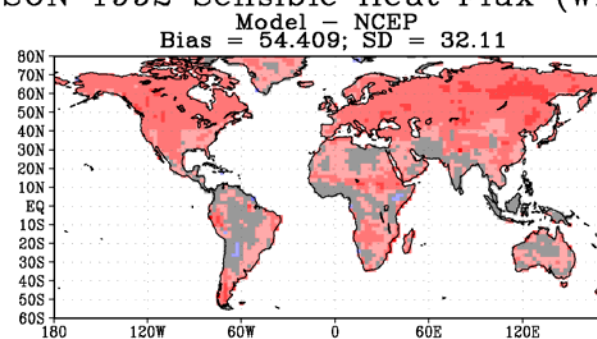 1992 Sensible Heat Flux
Model − NCEP
Bias = 54.409; SD = 32.11
80N
70N
60N
50N
40N
30N
20N
10N
EQ
10S
20S
30S
40S
50S
60S
180 120W 60W 0 60E 120E